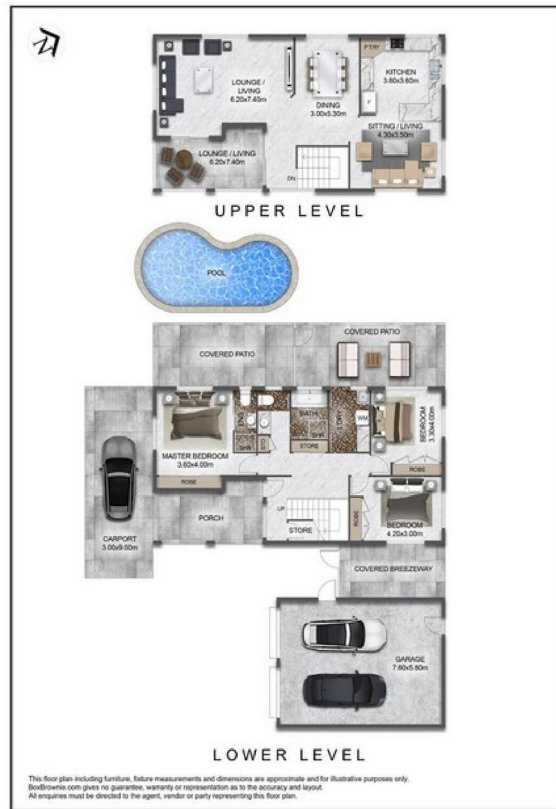 N
PTRY
KITCHEN
3.80x3.60m
LOUNGE /
LIVING
6.20x7.40m
DINING
3.00x5.30m
SITTING / LIVING
4.30x3.50m
LOUNGE / LIVING
6.20x7.40m
DN
UPPER LEVEL
POOL
COVERED PATIO
COVERED PATIO
ENS
BATH
L'DRY
WM
SHR
SHR
STD
STORE
BEDROOM
3.30x4.00m
MASTER BEDROOM
3.60x4.00m
ROBE
ROBE
UP
ROBE
PORCH
STORE
BEDROOM
4.20x3.00m
CARPORT
3.00x9.00m
COVERED BREEZEWAY
GARAGE
7.60x5.80m
LOWER LEVEL
This floor plan including furniture, fixture measurements and dimensions are approximate and for illustrative purposes only.
BoxBrownie.com gives no guarantee, warranty or representation as to the accuracy and layout.
All enquiries must be directed to the agent, vendor or party representing this floor plan.